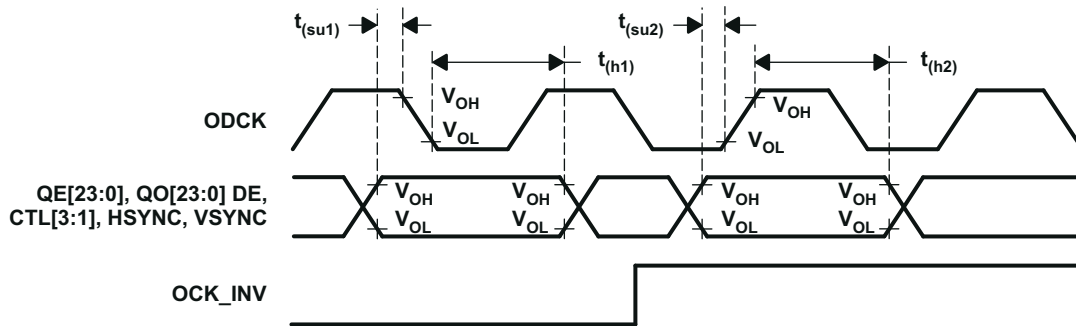 t(su1)
t(su2)
t(h1)
t(h2)
ODCK
VOH
VOL
VOH
VOL
QE[23:0], QO[23:0] DE,
CTL[3:1], HSYNC, VSYNC
VOH
VOH
VOH
VOH
VOL
VOL
VOL
VOL
OCK_INV